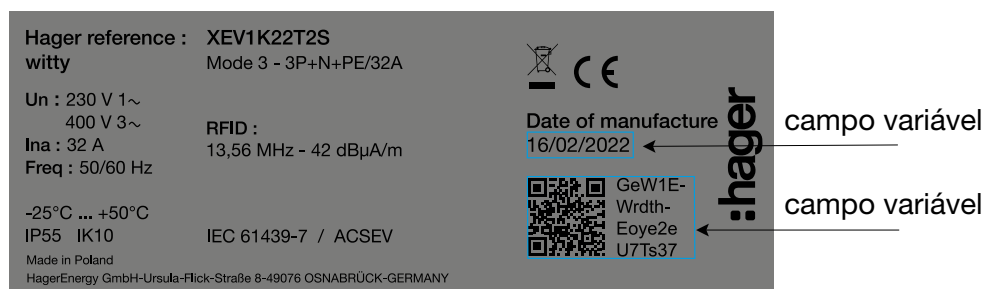 Hager reference : XEV1K22T2S
witty Mode 3 - 3P+N+PE/32A
Un : 230 V 1~
400 V 3~
RFID :
Ina : 32 A
13,56 MHz - 42 dBµA/m
Freq : 50/60 Hz
-25°C ... +50°C
IP55 IK10 IEC 61439-7 / ACSEV
Made in Poland
HagerEnergy GmbH-Ursula-Flick-Straße 8-49076 OSNABRÜCK-GERMANY
CE
Date of manufacture
16/02/2022
GeW1E-
Wrdth-
Eoye2e
U7Ts37
:hager
campo variável
campo variável